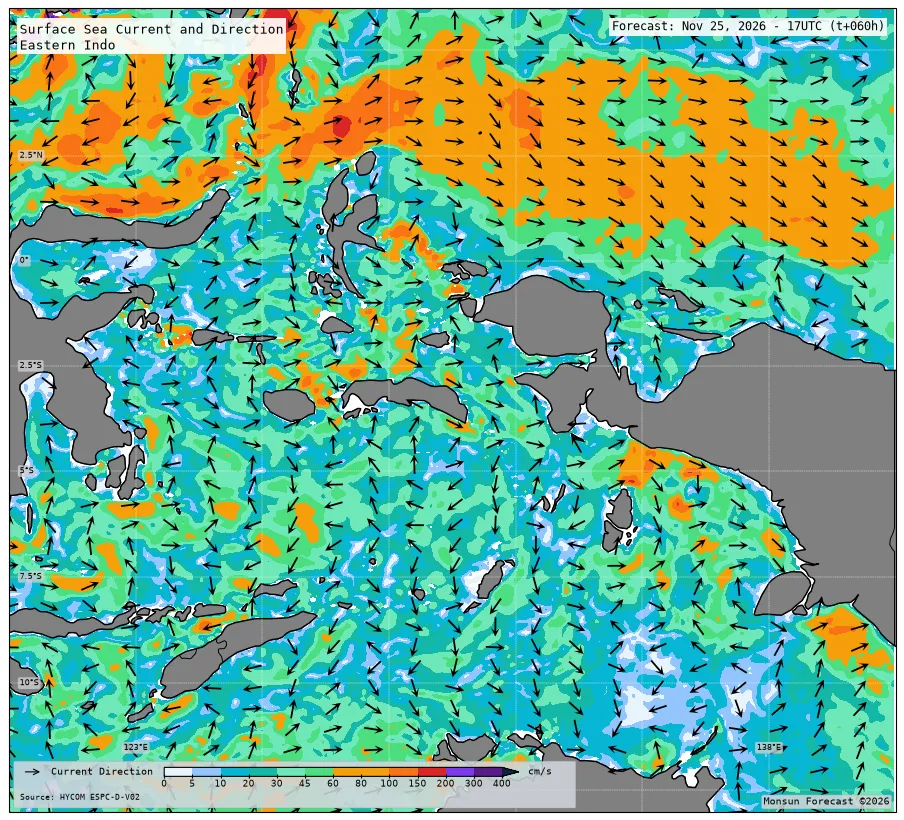 Surface Sea Current and Direction
Eastern Indo
Forecast: Nov 25, 2026 - 17UTC (t+060h)
2.5°N
0°
2.5°S
5°S
7.5°S
10°S
123°E
138°E
Current Direction
cm/s
0 5 10 20 30 45 60 80 100 150 200 300 400
Source: HYCOM ESPC-D-V02
Monsun Forecast ©2026